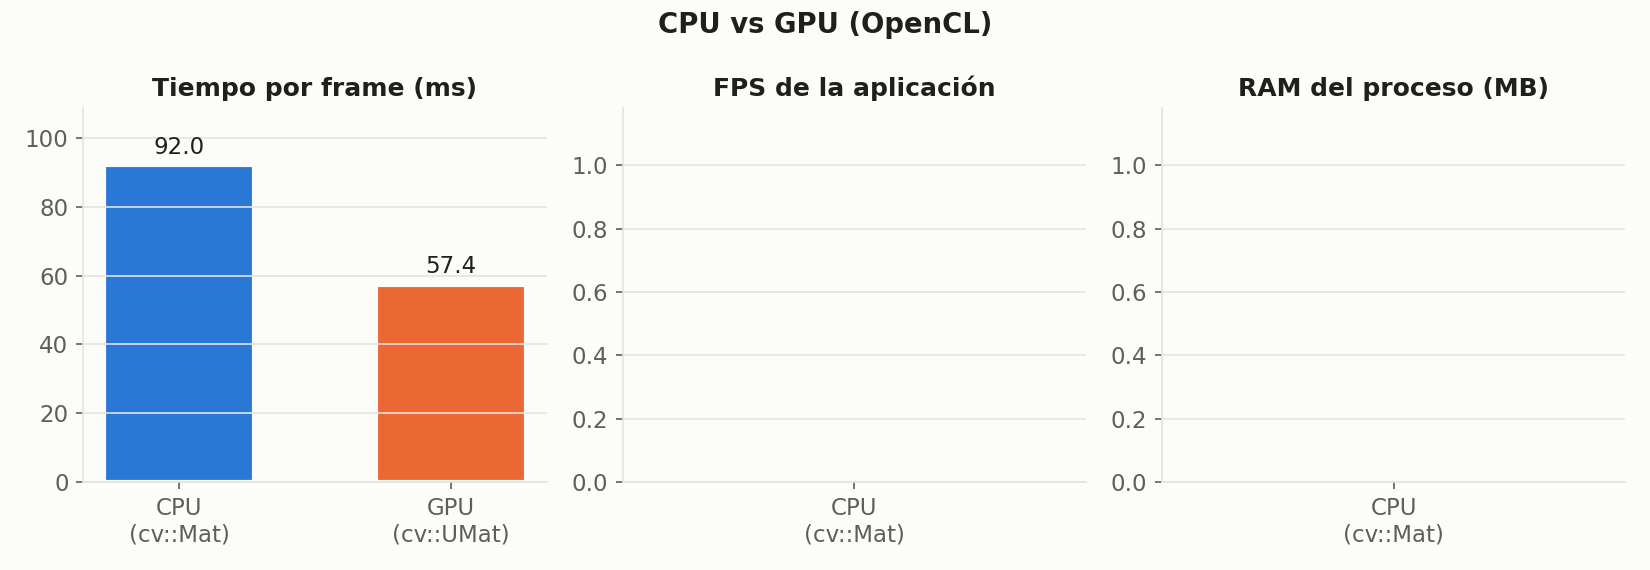 CPU vs GPU (OpenCL)
Tiempo por frame (ms)
100
80
60
40
20
0
92.0
57.4
CPU
(cv::Mat)
GPU
(cv::UMat)
FPS de la aplicación
1.0
0.8
0.6
0.4
0.2
0.0
CPU
(cv::Mat)
RAM del proceso (MB)
1.0
0.8
0.6
0.4
0.2
0.0
CPU
(cv::Mat)